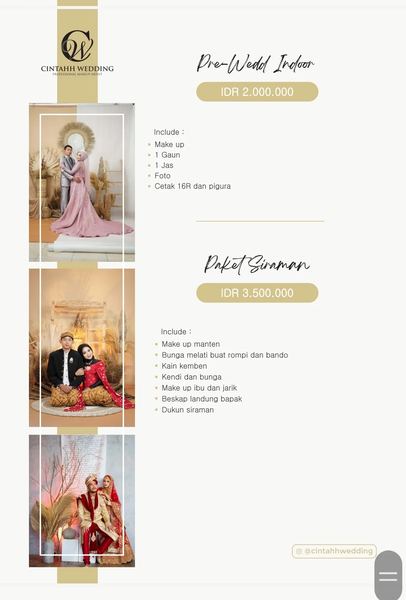 CW
CINTAHH WEDDING
PROFESSIONAL MAKEUP ARTIST
Pre-Wedd Indoor
IDR 2.000.000
Include :
Make up
1 Gaun
1 Jas
Foto
Cetak 16R dan pigura
Paket Siraman
IDR 3.500.000
Include :
Make up manten
Bunga melati buat rompi dan bando
Kain kemben
Kendi dan bunga
Make up ibu dan jarik
Beskap landung bapak
Dukun siraman
@cintahhwedding